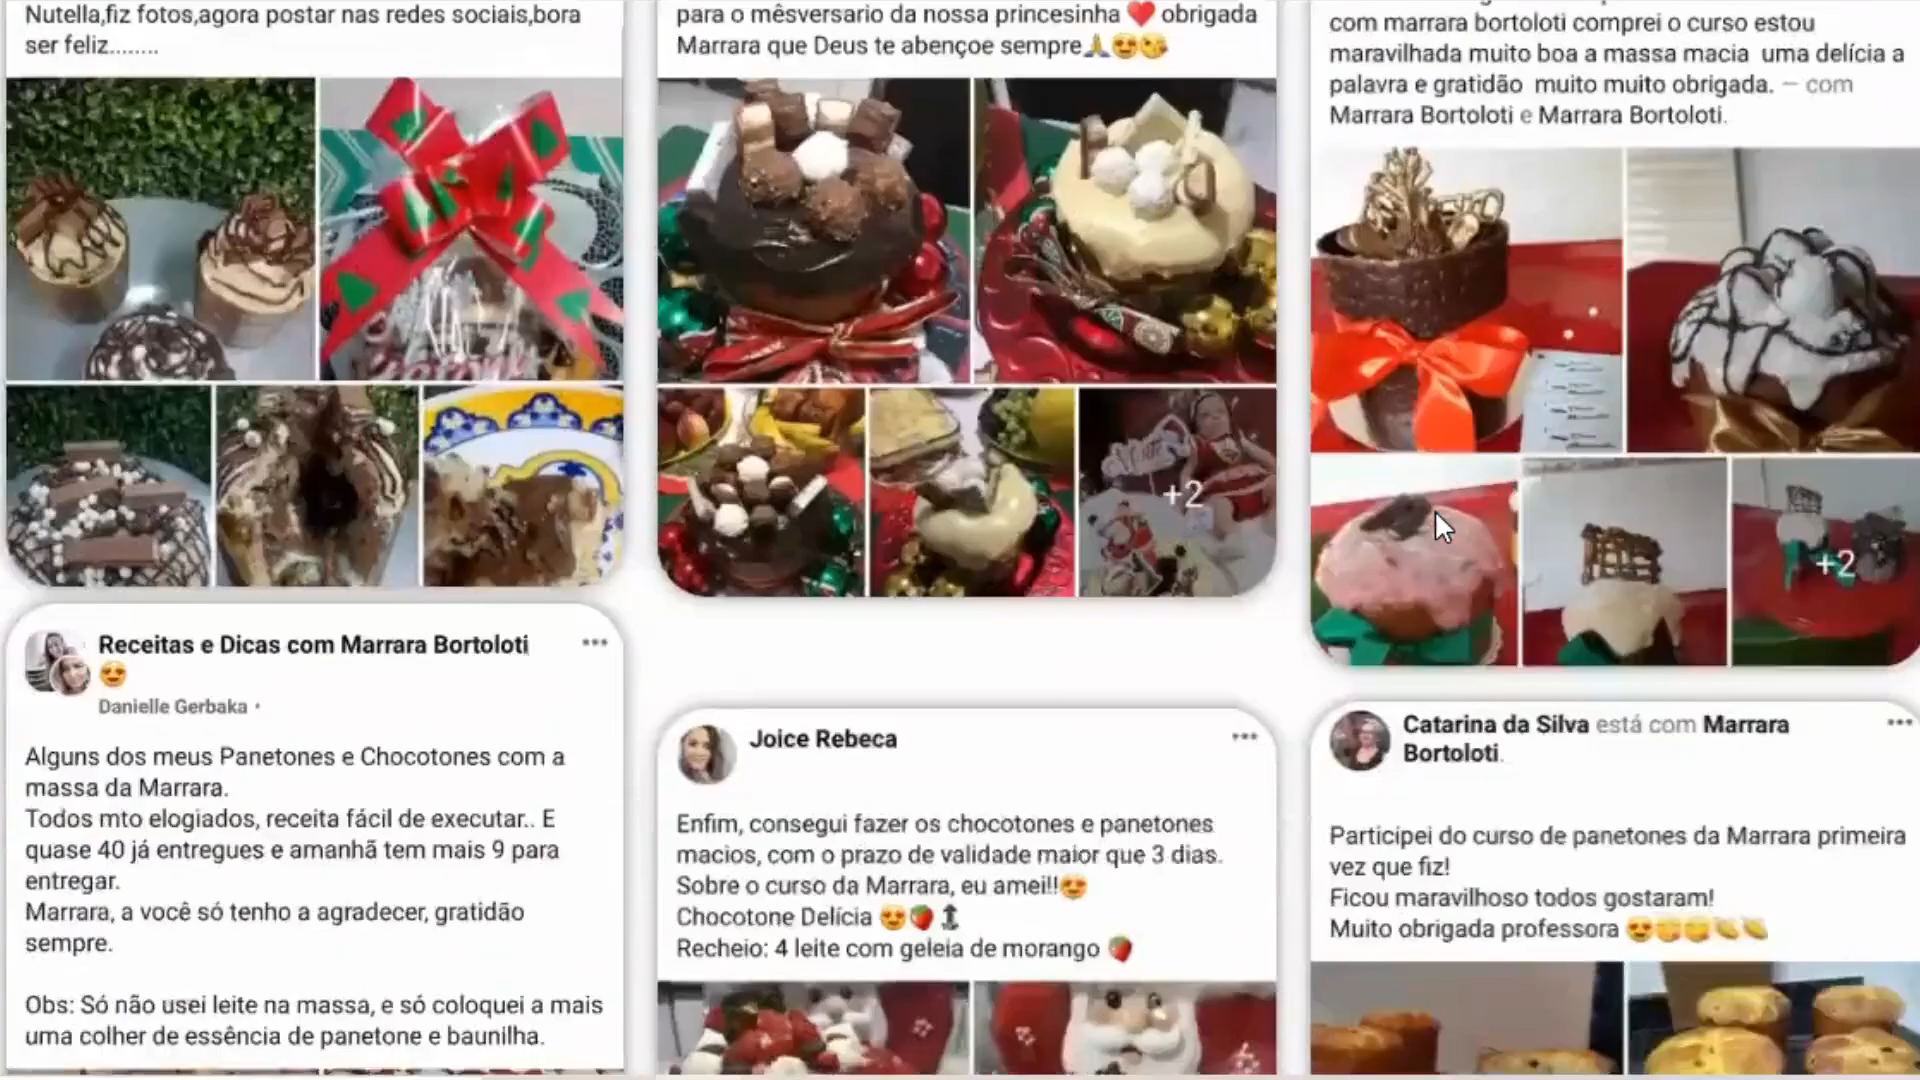 Nutella,fiz fotos,agora postar nas redes sociais,bora
ser feliz........
Receitas e Dicas com Marrara Bortoloti
😍
Danielle Gerbaka •
Alguns dos meus Panetones e Chocotones com a
massa da Marrara.
Todos mto elogiados, receita fácil de executar.. E
quase 40 já entregues e amanhã tem mais 9 para
entregar.
Marrara, a você só tenho a agradecer, gratidão
sempre.
Obs: Só não usei leite na massa, e só coloquei a mais
uma colher de essência de panetone e baunilha.
para o mêsversario da nossa princesinha ❤️ obrigada
Marrara que Deus te abençoe sempre🙏😍😘
+2
Joice Rebeca
Enfim, consegui fazer os chocotones e panetones
macios, com o prazo de validade maior que 3 dias.
Sobre o curso da Marrara, eu amei!!😍
Chocotone Delícia 😍🍓
Recheio: 4 leite com geleia de morango 🍓
com marrara bortoloti comprei o curso estou
maravilhada muito boa a massa macia uma delícia a
palavra e gratidão muito muito obrigada. — com
Marrara Bortoloti e Marrara Bortoloti.
+2
Catarina da Silva está com Marrara
Bortoloti.
Participei do curso de panetones da Marrara primeira
vez que fiz!
Ficou maravilhoso todos gostaram!
Muito obrigada professora